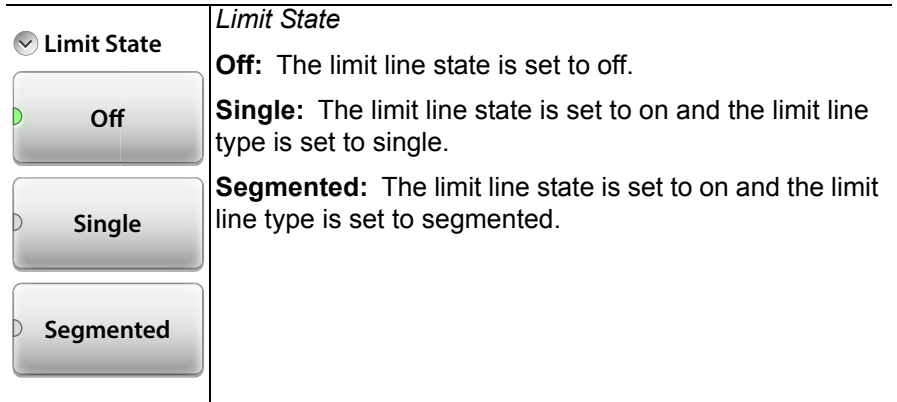 Limit State
Off
Single
Segmented
Limit State
Off: The limit line state is set to off.
Single: The limit line state is set to on and the limit line
type is set to single.
Segmented: The limit line state is set to on and the limit
line type is set to segmented.